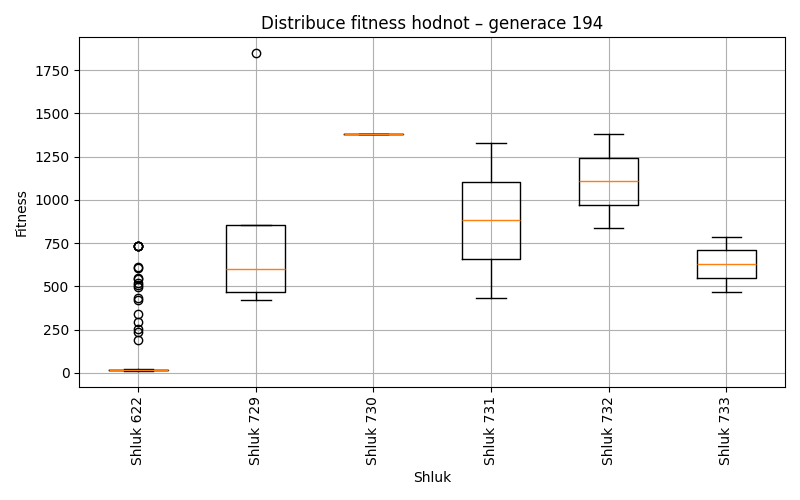 Distribuce fitness hodnot – generace 194
Fitness
1750
1500
1250
1000
750
500
250
0
Shluk 622
Shluk 729
Shluk 730
Shluk 731
Shluk 732
Shluk 733
Shluk